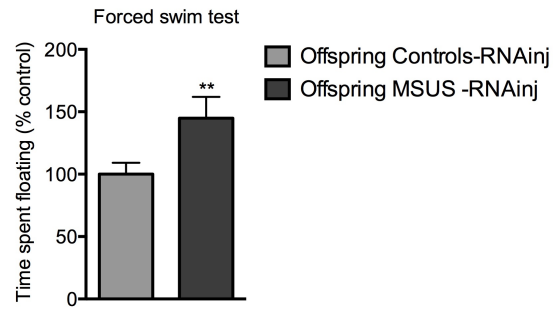 Forced swim test
Time spent floating (% control)
200
150
100
50
0
**
Offspring Controls-RNAinj
Offspring MSUS -RNAinj